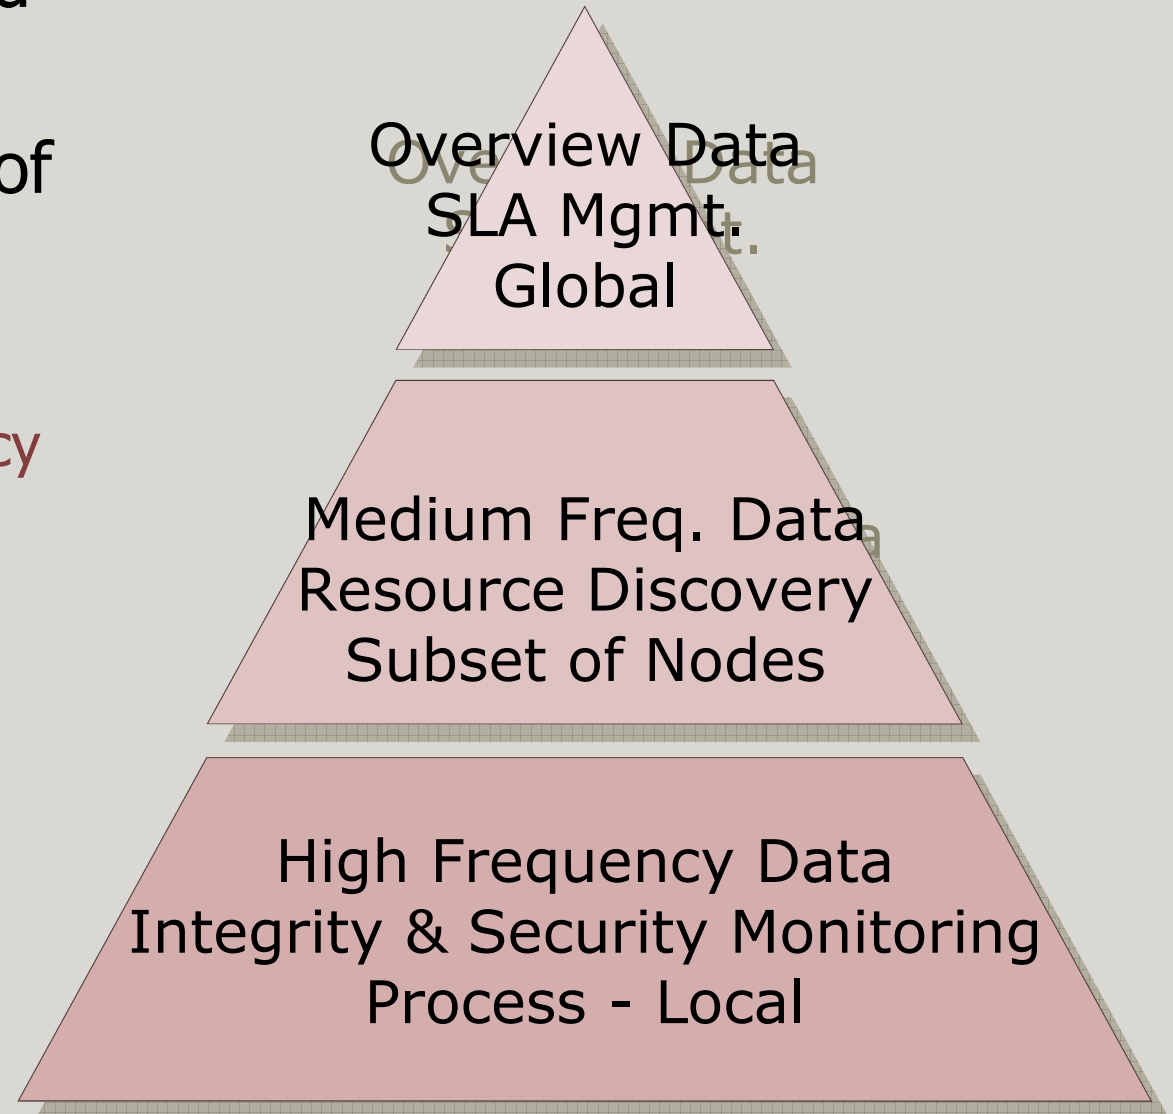 of
cy
Overview Data
SLA Mgmt.
Global
Medium Freq. Data
Resource Discovery
Subset of Nodes
High Frequency Data
Integrity & Security Monitoring
Process - Local